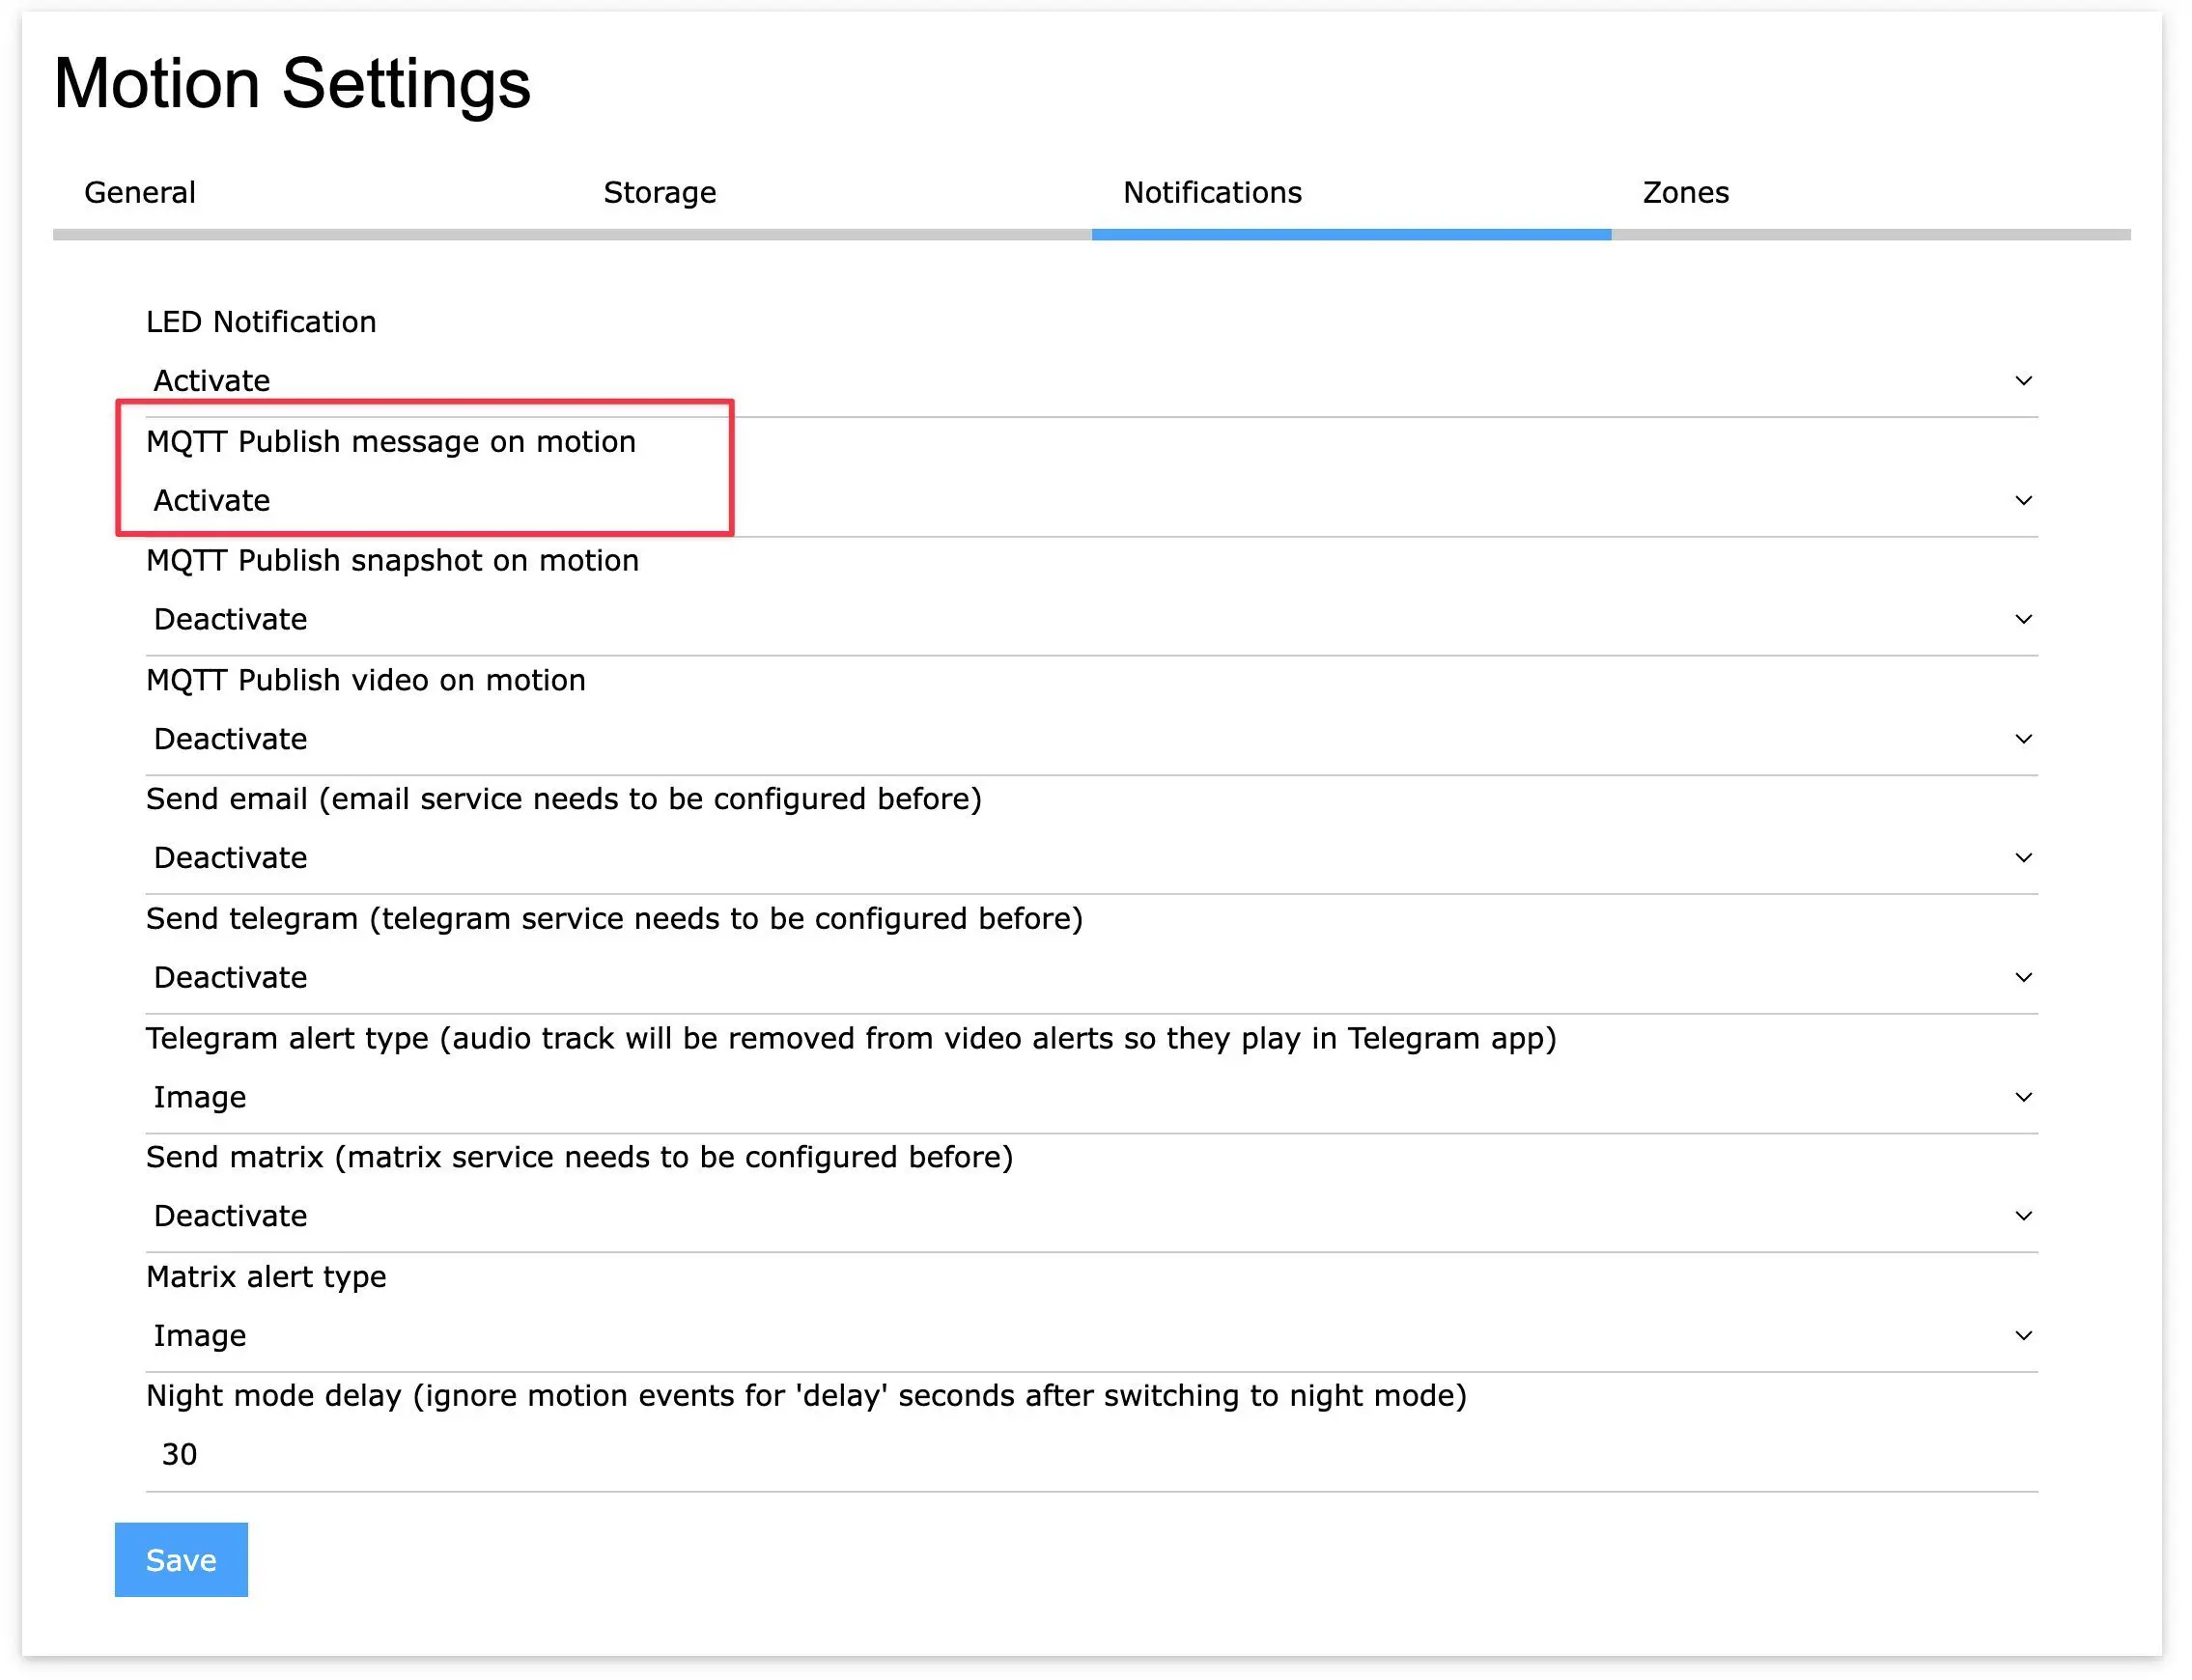 Motion Settings
General Storage Notifications Zones
LED Notification
Activate
MQTT Publish message on motion
Activate
MQTT Publish snapshot on motion
Deactivate
MQTT Publish video on motion
Deactivate
Send email (email service needs to be configured before)
Deactivate
Send telegram (telegram service needs to be configured before)
Deactivate
Telegram alert type (audio track will be removed from video alerts so they play in Telegram app)
Image
Send matrix (matrix service needs to be configured before)
Deactivate
Matrix alert type
Image
Night mode delay (ignore motion events for 'delay' seconds after switching to night mode)
30
Save